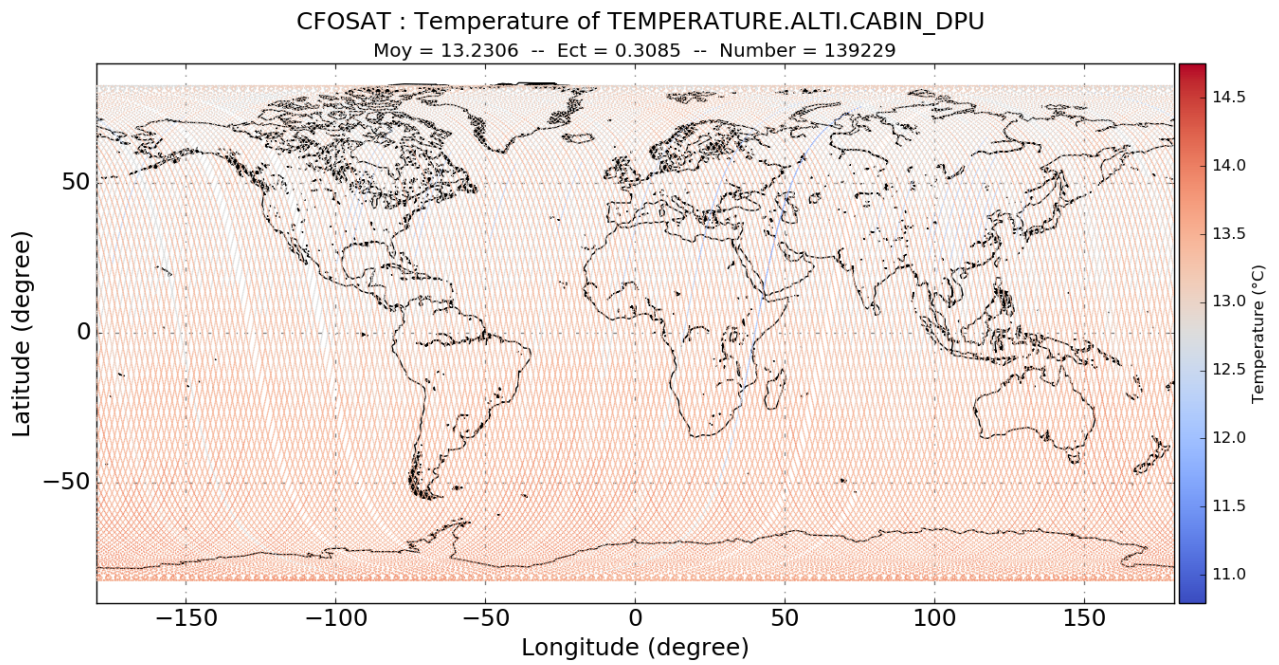 CFOSAT : Temperature of TEMPERATURE.ALTI.CABIN_DPU
Moy = 13.2306 -- Ect = 0.3085 -- Number = 139229
50
0
−50
Latitude (degree)
−150 −100 −50 0 50 100 150
Longitude (degree)
14.5
14.0
13.5
13.0
12.5
12.0
11.5
11.0
Temperature (°C)